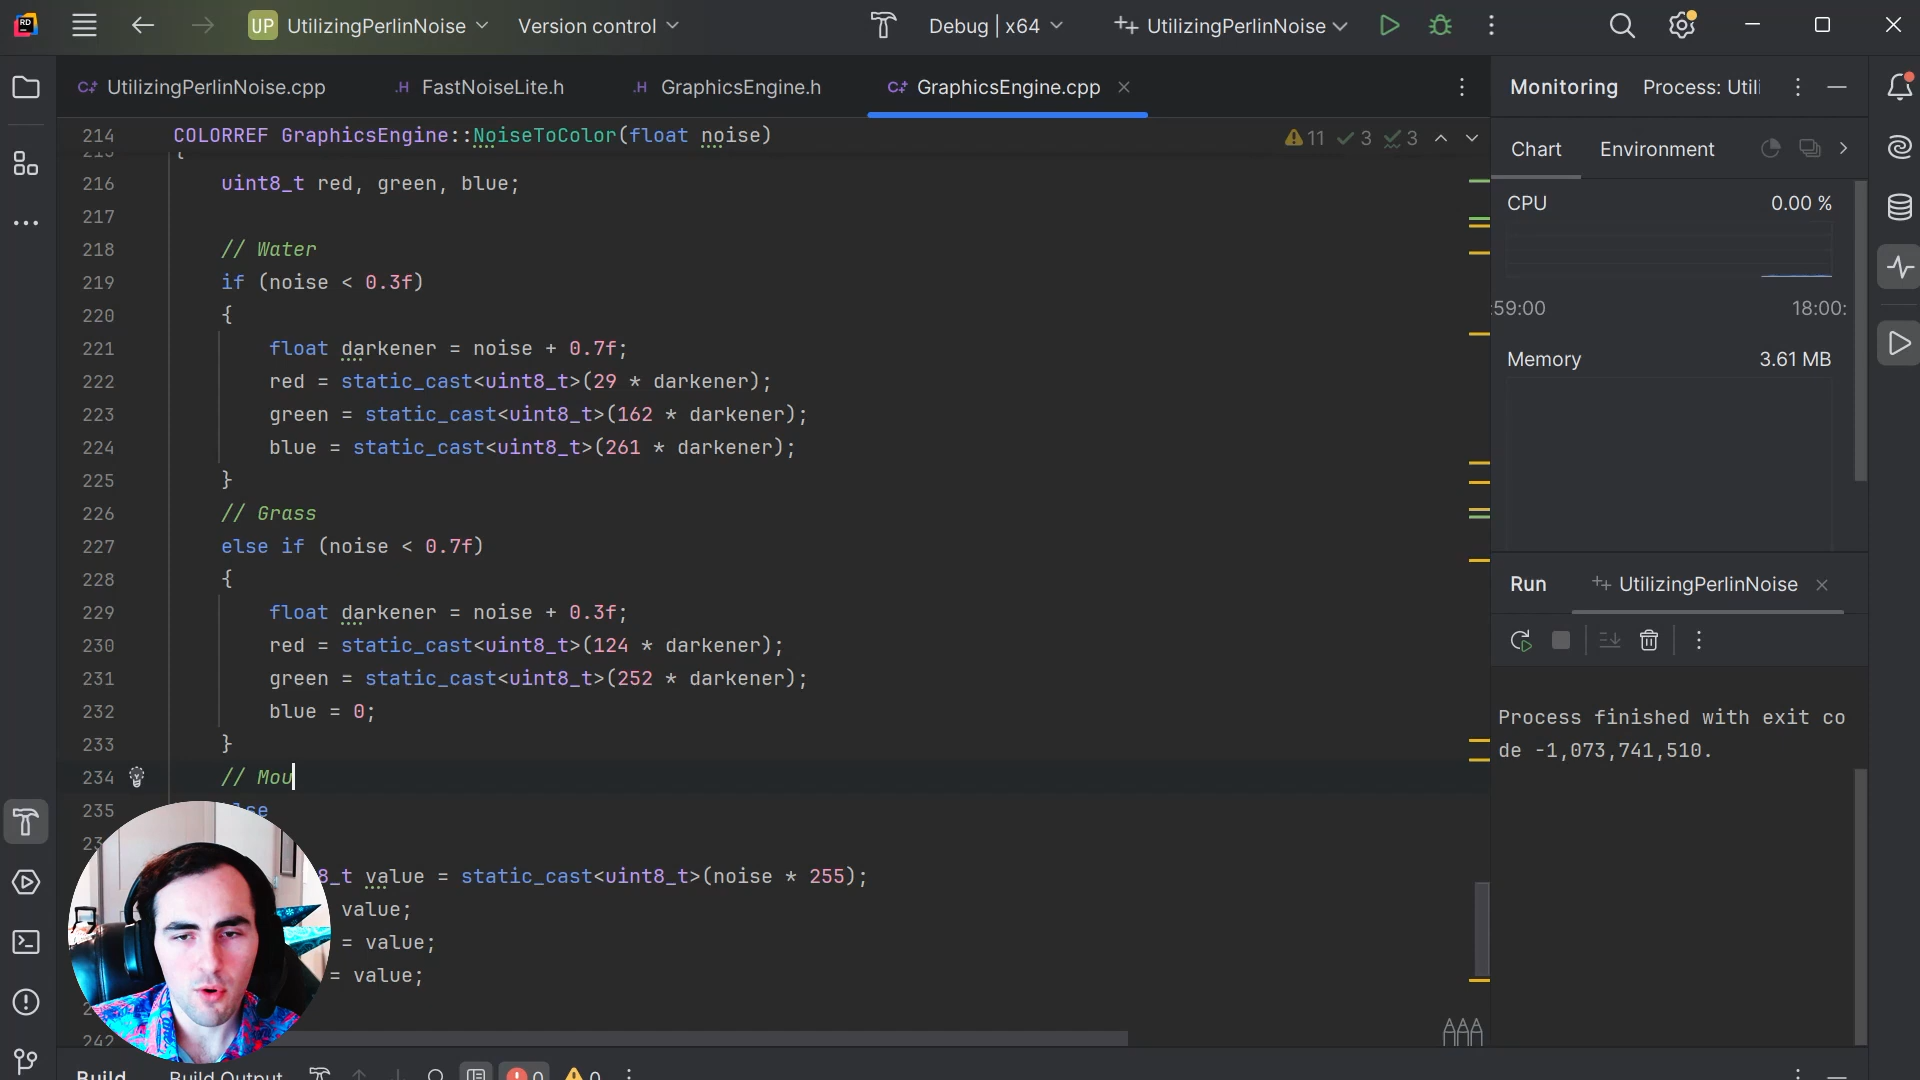 UP UtilizingPerlinNoise Version control Debug | x64 UtilizingPerlinNoise
UtilizingPerlinNoise.cpp .H FastNoiseLite.h .H GraphicsEngine.h GraphicsEngine.cpp
214 COLORREF GraphicsEngine::NoiseToColor(float noise) 11 3 3
216 uint8_t red, green, blue;
217
218 // Water
219 if (noise < 0.3f)
220 {
221 float darkener = noise + 0.7f;
222 red = static_cast<uint8_t>(29 * darkener);
223 green = static_cast<uint8_t>(162 * darkener);
224 blue = static_cast<uint8_t>(261 * darkener);
225 }
226 // Grass
227 else if (noise < 0.7f)
228 {
229 float darkener = noise + 0.3f;
230 red = static_cast<uint8_t>(124 * darkener);
231 green = static_cast<uint8_t>(252 * darkener);
232 blue = 0;
233 }
234 // Mou
235
8_t value = static_cast<uint8_t>(noise * 255);
value;
= value;
= value;
242
Monitoring Process: Utili
Chart Environment
CPU 0.00 %
:59:00 18:00:
Memory 3.61 MB
Run UtilizingPerlinNoise
Process finished with exit co
de -1,073,741,510.
Build Build Output 0 0